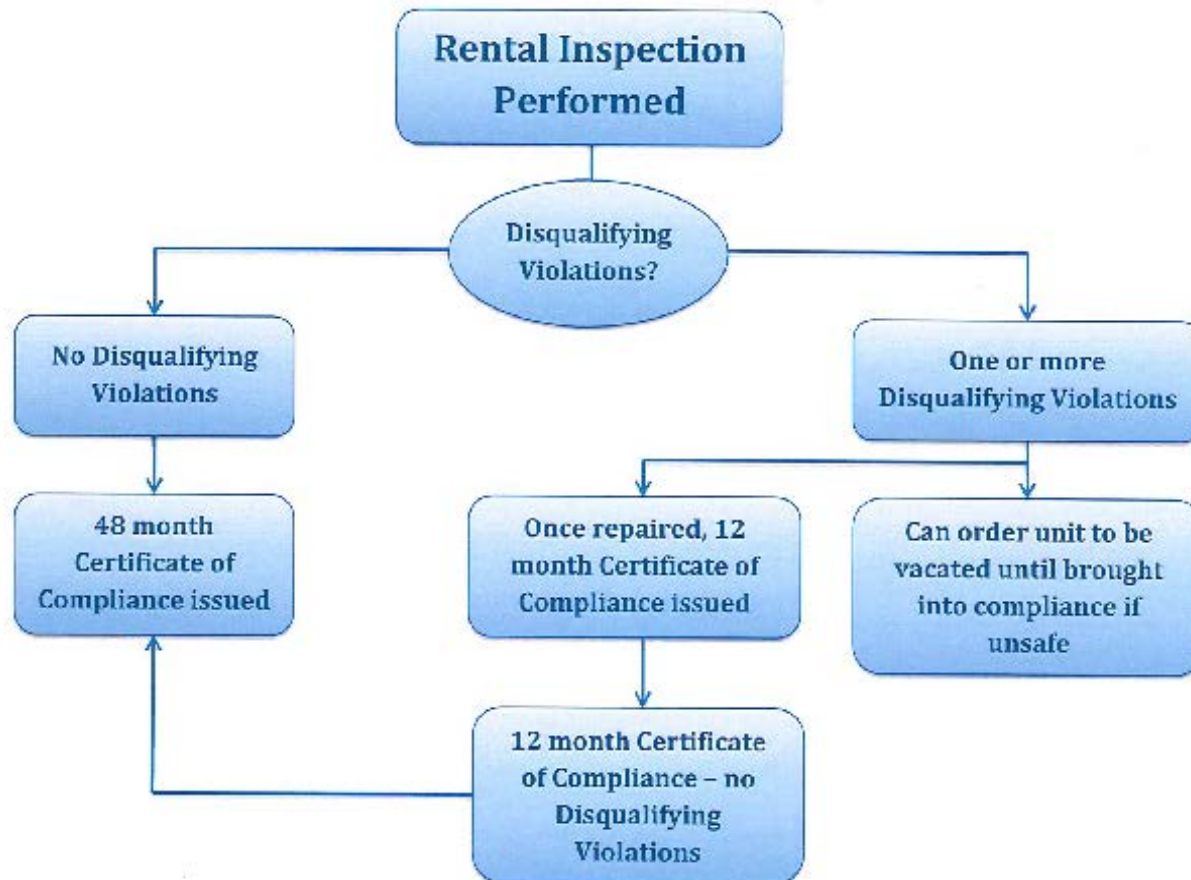 Rental Inspection
Performed
Disqualifying
Violations?
No Disqualifying
Violations
One or more
Disqualifying Violations
48 month
Certificate of
Compliance issued
Once repaired, 12
month Certificate of
Compliance issued
Can order unit to be
vacated until brought
into compliance if
unsafe
12 month Certificate
of Compliance – no
Disqualifying
Violations